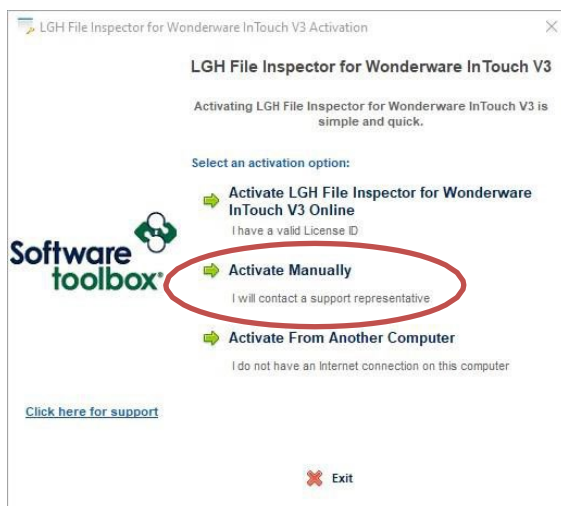 LGH File Inspector for Wonderware InTouch V3 Activation
LGH File Inspector for Wonderware InTouch V3
Activating LGH File Inspector for Wonderware InTouch V3 is
simple and quick.
Select an activation option:
Activate LGH File Inspector for Wonderware
InTouch V3 Online
I have a valid License ID
Software
toolbox
Activate Manually
I will contact a support representative
Activate From Another Computer
I do not have an Internet connection on this computer
Click here for support
Exit